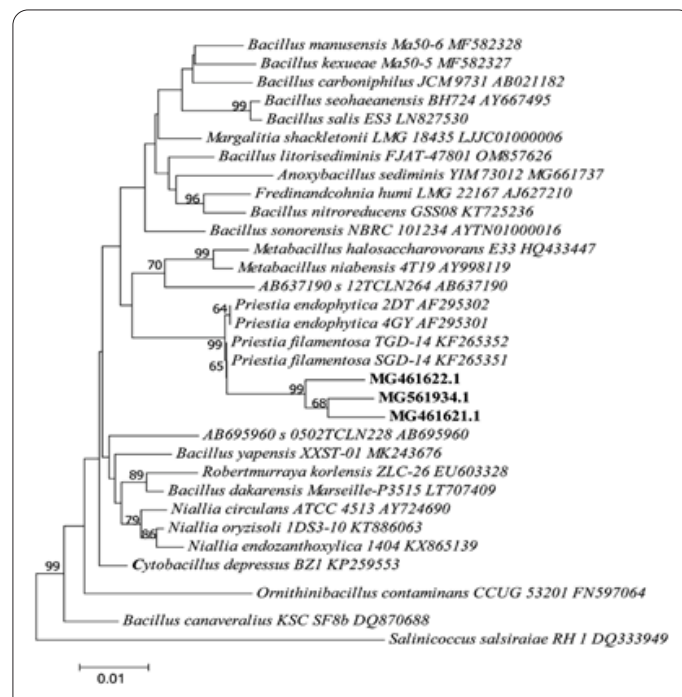 Bacillus manusensis Ma50-6 MF582328
Bacillus kexueae Ma50-5 MF582327
Bacillus carboniphilus JCM 9731 AB021182
99
Bacillus seohaeanensis BH724 AY667495
Bacillus salis ES3 LN827530
Margalitia shackletonii LMG 18435 LJJC01000006
Bacillus litorisediminis FJAT-47801 OM857626
Anoxybacillus sediminis YIM 73012 MG661737
Fredinandcohnia humi LMG 22167 AJ627210
96
Bacillus nitroreducens GSS08 KT725236
Bacillus sonorensis NBRC 101234 AYTN01000016
Metabacillus halosaccharovorans E33 HQ433447
99
Metabacillus niabensis 4T19 AY998119
70
AB637190 s 12TCLN264 AB637190
Priestia endophytica 2DT AF295302
64
Priestia endophytica 4GY AF295301
99
Priestia filamentosa TGD-14 KF265352
Priestia filamentosa SGD-14 KF265351
65
MG461622.1
99
MG561934.1
68
MG461621.1
AB695960 s 0502TCLN228 AB695960
Bacillus yapensis XXST-01 MK243676
Robertmurraya korlensis ZLC-26 EU603328
89
Bacillus dakarensis Marseille-P3515 LT707409
Niallia circulans ATCC 4513 AY724690
79
Niallia oryzisoli 1DS3-10 KT886063
86
Niallia endozanthoxylica 1404 KX865139
Cytobacillus depressus BZ1 KP259553
99
Ornithinibacillus contaminans CCUG 53201 FN597064
Bacillus canaveralius KSC SF8b DQ870688
Salinicoccus salsiraiae RH 1 DQ333949
0.01